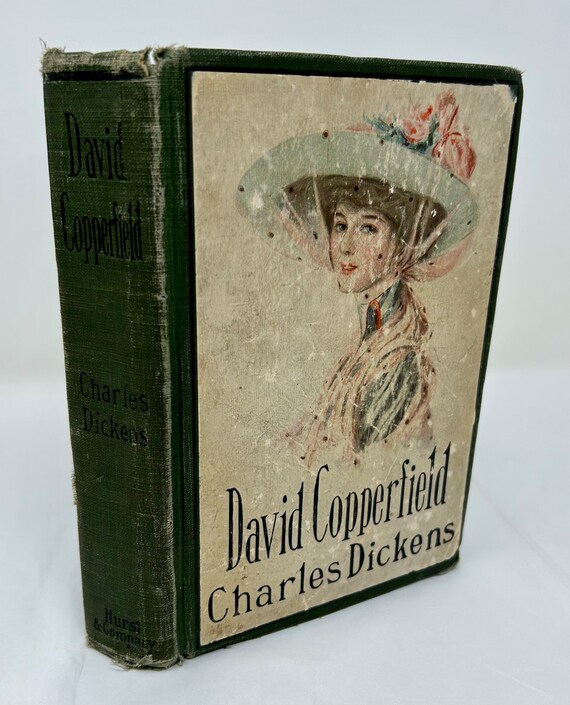 David
Copperfield
Charles
Dickens
Hurst
& Company
David Copperfield
Charles Dickens